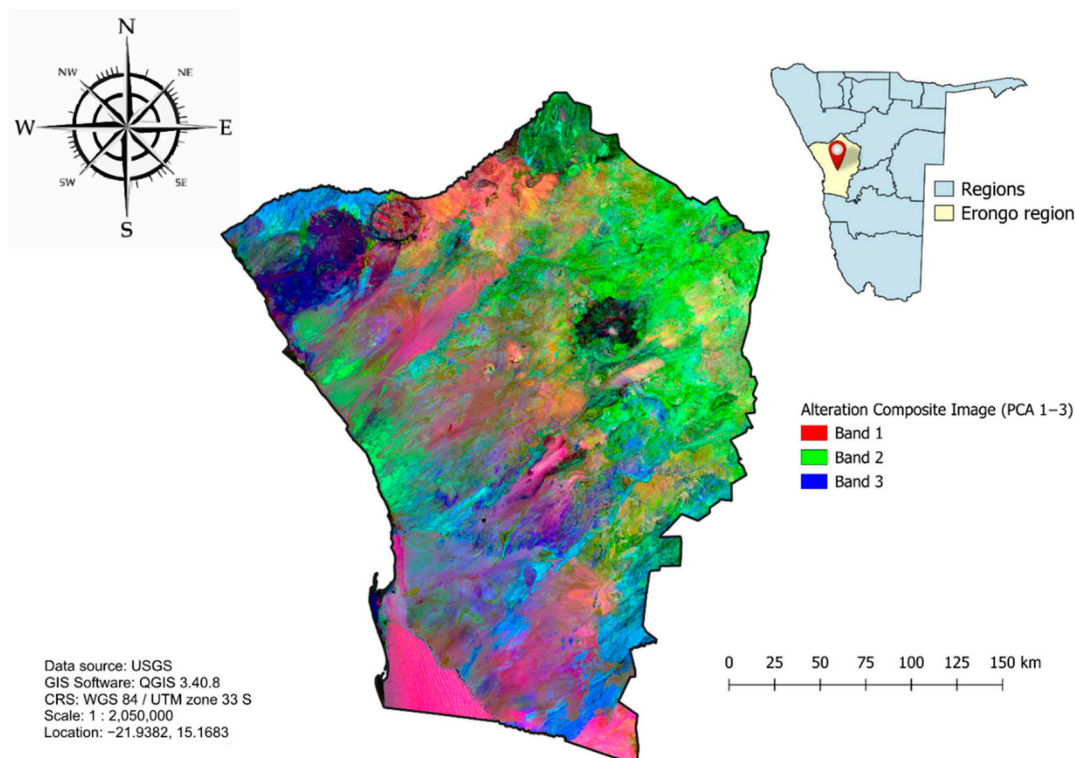 N
NW
NE
W
E
SW
SE
S
Regions
Erongo region
Alteration Composite Image (PCA 1−3)
Band 1
Band 2
Band 3
Data source: USGS
GIS Software: QGIS 3.40.8
CRS: WGS 84 / UTM zone 33 S
Scale: 1 : 2,050,000
Location: −21.9382, 15.1683
0 25 50 75 100 125 150 km